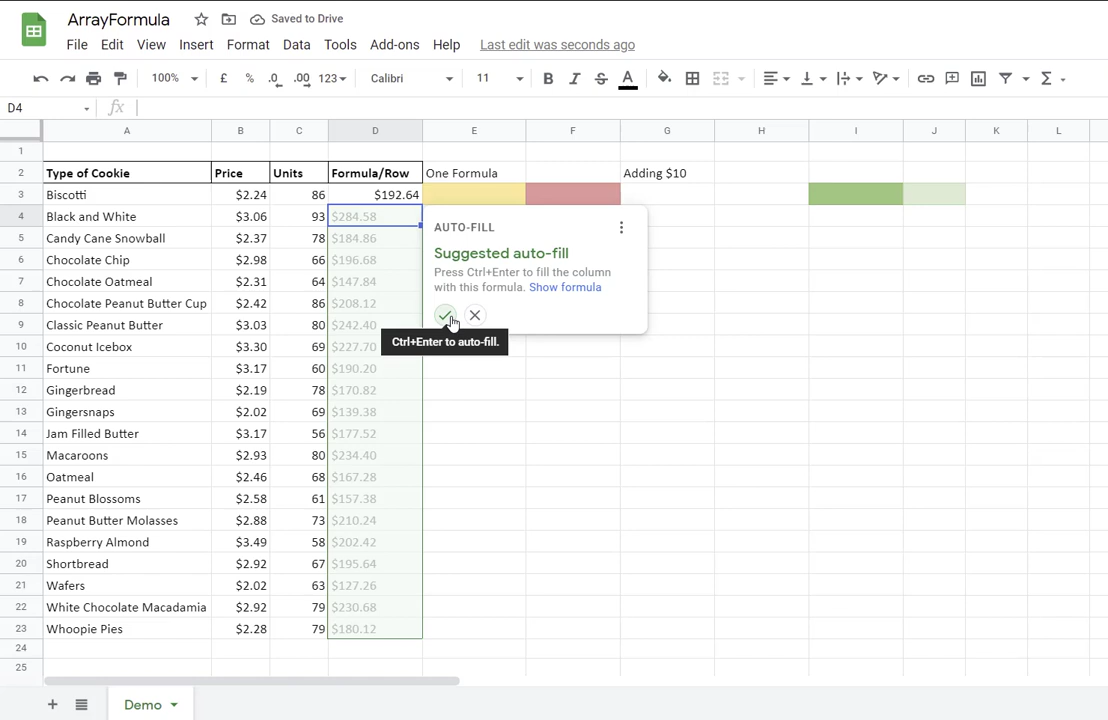 ArrayFormula Saved to Drive
File Edit View Insert Format Data Tools Add-ons Help Last edit was seconds ago
100% £ % .0 .00 123 Calibri 11 B I S A Σ
D4 fx
A B C D E F G H I J K L
1
2 Type of Cookie Price Units Formula/Row One Formula Adding $10
3 Biscotti $2.24 86 $192.64
4 Black and White $3.06 93 $284.58
5 Candy Cane Snowball $2.37 78 $184.86
6 Chocolate Chip $2.98 66 $196.68
7 Chocolate Oatmeal $2.31 64 $147.84
8 Chocolate Peanut Butter Cup $2.42 86 $208.12
9 Classic Peanut Butter $3.03 80 $242.40
10 Coconut Icebox $3.30 69 $227.70
11 Fortune $3.17 60 $190.20
12 Gingerbread $2.19 78 $170.82
13 Gingersnaps $2.02 69 $139.38
14 Jam Filled Butter $3.17 56 $177.52
15 Macaroons $2.93 80 $234.40
16 Oatmeal $2.46 68 $167.28
17 Peanut Blossoms $2.58 61 $157.38
18 Peanut Butter Molasses $2.88 73 $210.24
19 Raspberry Almond $3.49 58 $202.42
20 Shortbread $2.92 67 $195.64
21 Wafers $2.02 63 $127.26
22 White Chocolate Macadamia $2.92 79 $230.68
23 Whoopie Pies $2.28 79 $180.12
24
25
AUTO-FILL
Suggested auto-fill
Press Ctrl+Enter to fill the column
with this formula. Show formula
Ctrl+Enter to auto-fill.
Demo